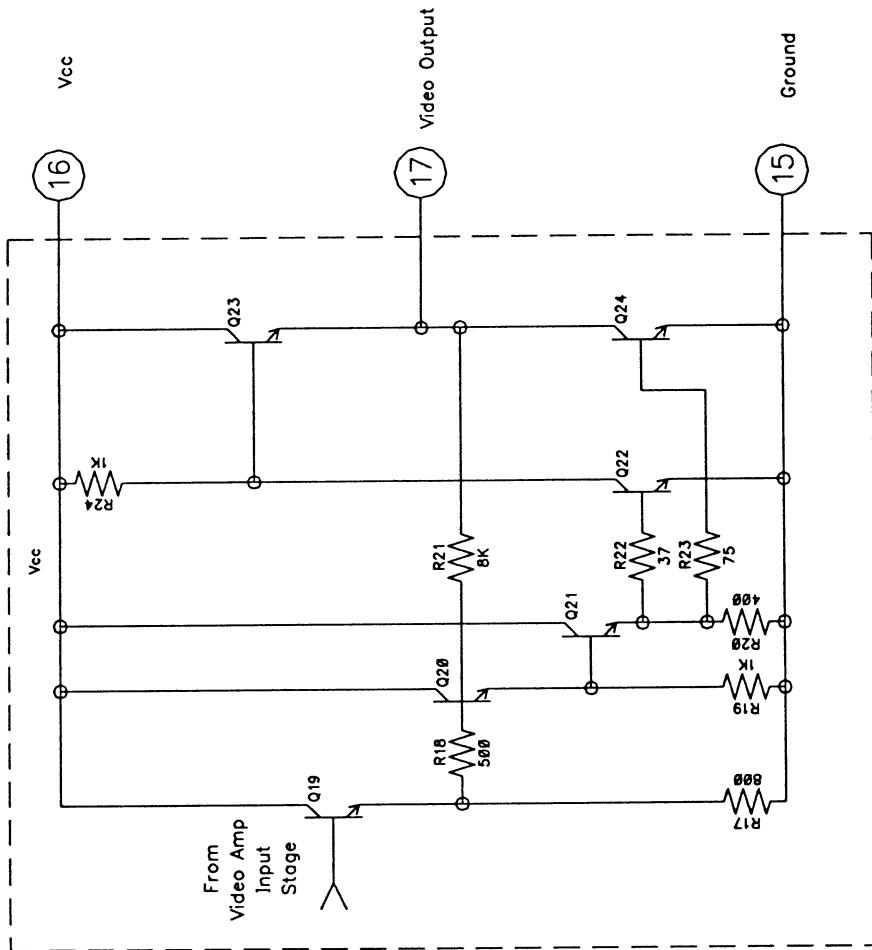 Vcc
16
Video Output
17
Ground
15
Q23
Q24
1K
R24
Vcc
Q22
R21
8K
R22
37
R23
75
Q21
400
R20
Q20
1K
R19
R18
500
Q19
800
R17
From
Video Amp
Input
Stage